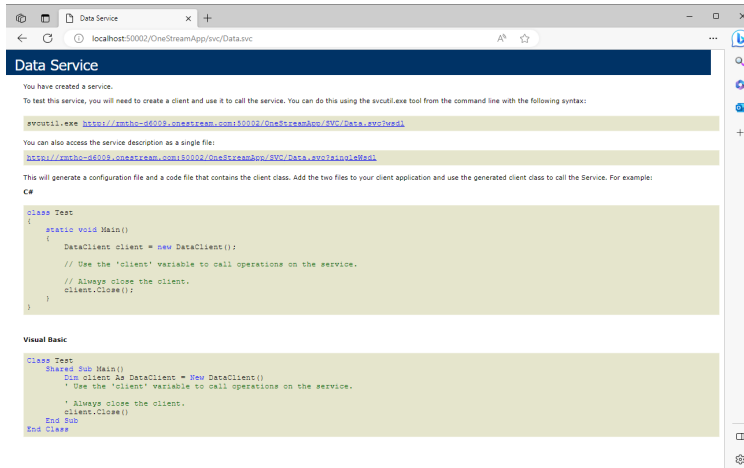 Data Service
localhost:50002/OneStreamApp/svc/Data.svc
Data Service
You have created a service.
To test this service, you will need to create a client and use it to call the service. You can do this using the svcutil.exe tool from the command line with the following syntax:
svcutil.exe http://rmtho-d6009.onestream.com:50002/OneStreamApp/SVC/Data.svc?wsdl
You can also access the service description as a single file:
http://rmtho-d6009.onestream.com:50002/OneStreamApp/SVC/Data.svc?singleWsdl
This will generate a configuration file and a code file that contains the client class. Add the two files to your client application and use the generated client class to call the Service. For example:
C#
class Test
{
    static void Main()
    {
        DataClient client = new DataClient();
        // Use the 'client' variable to call operations on the service.
        // Always close the client.
        client.Close();
    }
}
Visual Basic
Class Test
    Shared Sub Main()
        Dim client As DataClient = New DataClient()
        ' Use the 'client' variable to call operations on the service.
        ' Always close the client.
        client.Close()
    End Sub
End Class